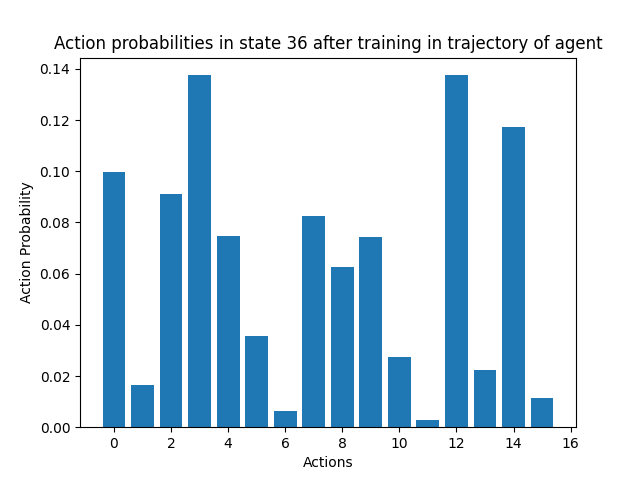 Action probabilities in state 36 after training in trajectory of agent
0.14
0.12
0.10
0.08
0.06
0.04
0.02
0.00
Action Probability
0 2 4 6 8 10 12 14 16
Actions